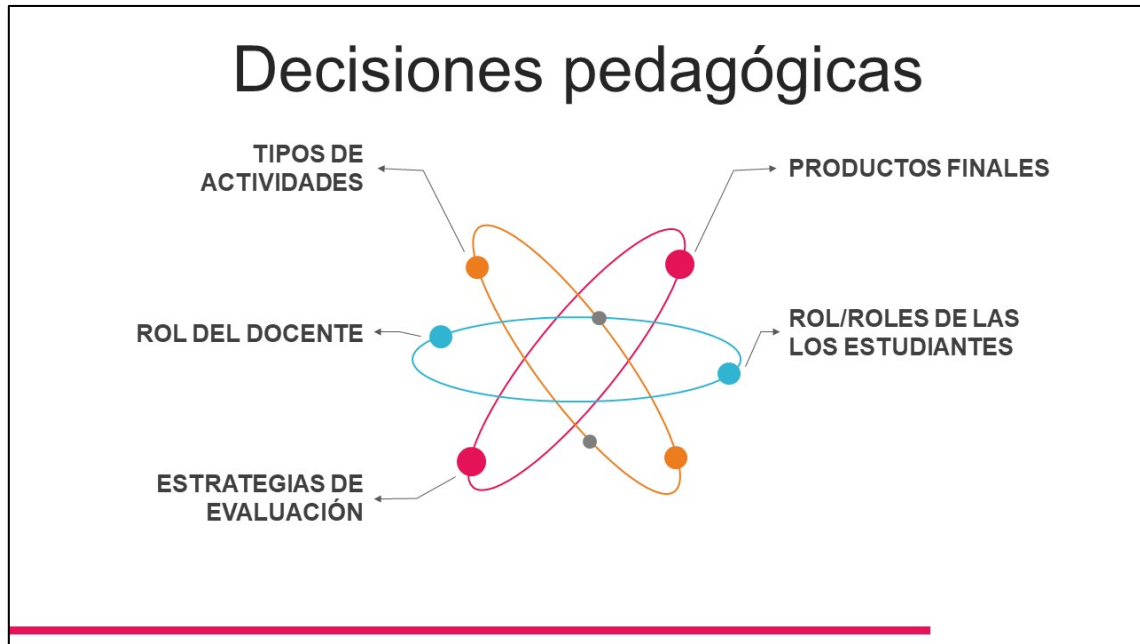 Decisiones pedagógicas
TIPOS DE
ACTIVIDADES
PRODUCTOS FINALES
ROL DEL DOCENTE
ROL/ROLES DE LAS
LOS ESTUDIANTES
ESTRATEGIAS DE
EVALUACIÓN